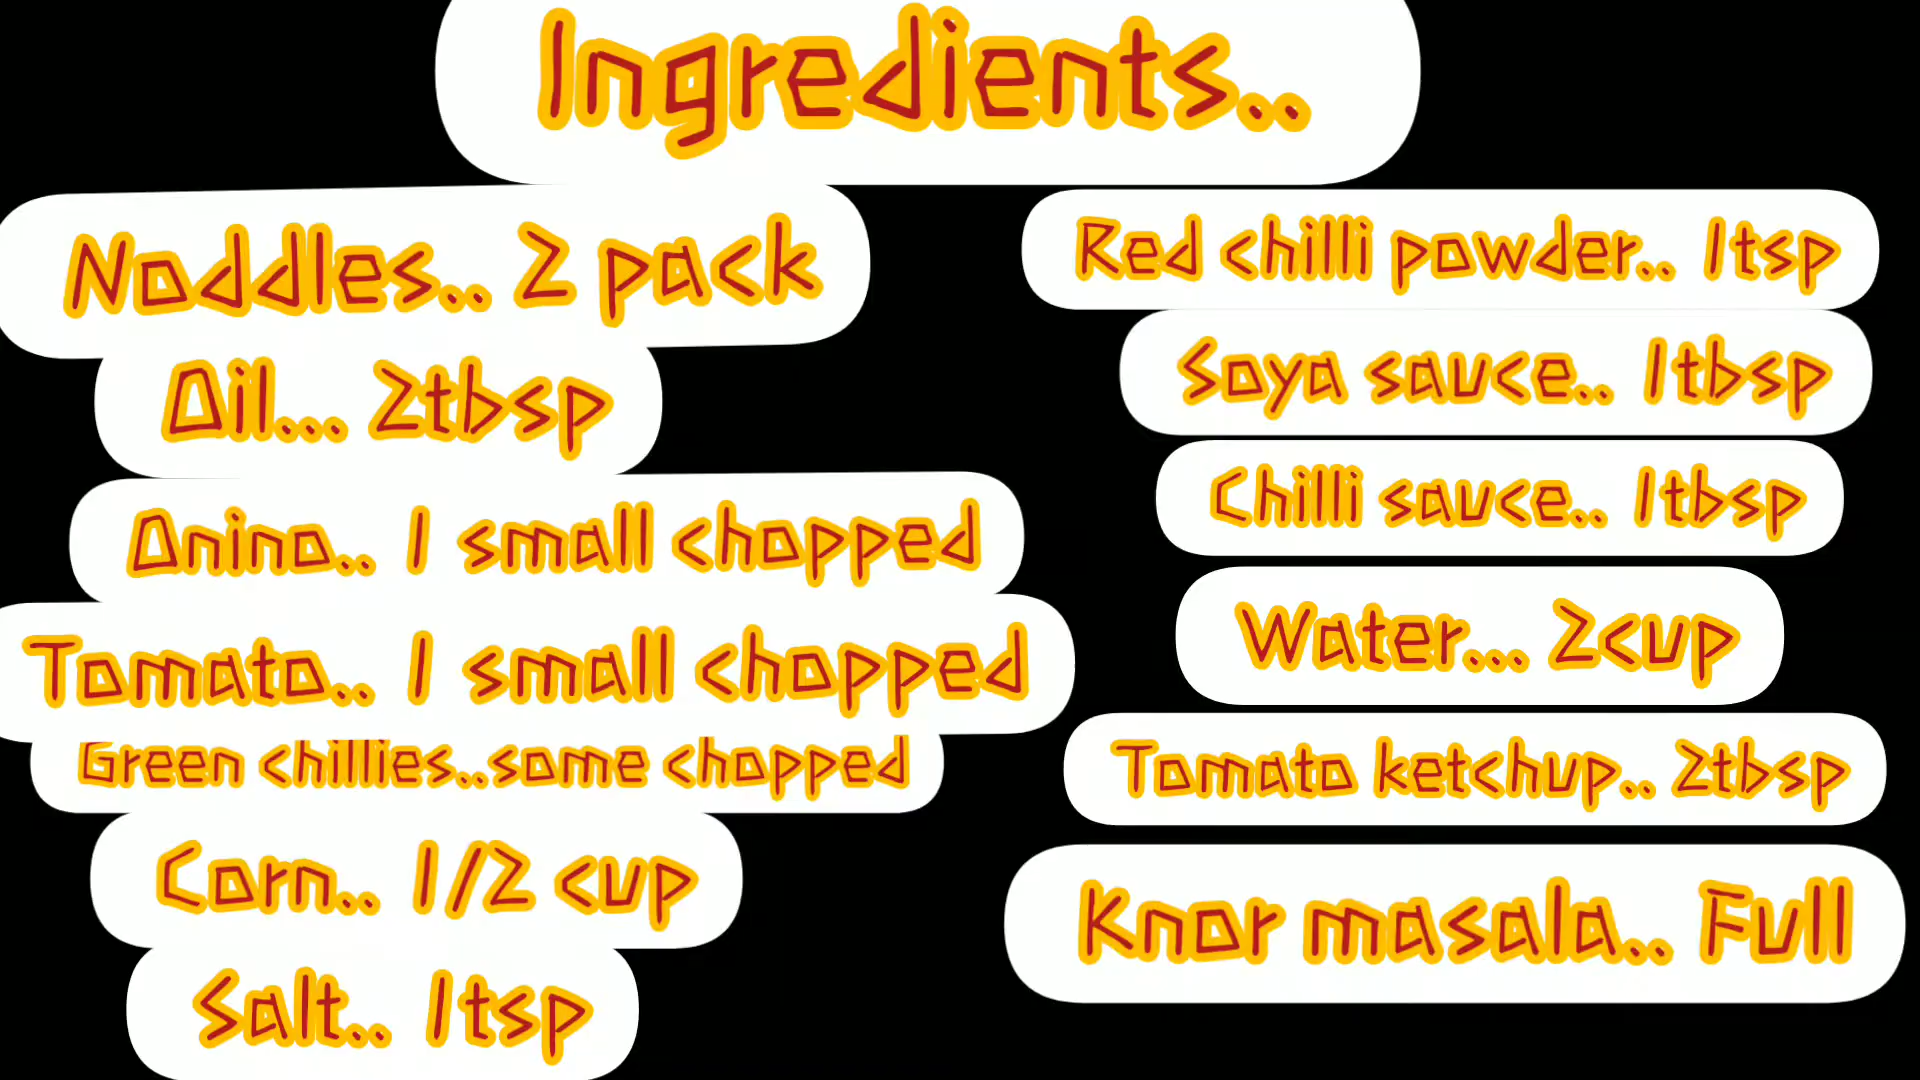 Ingredients..
Noddles.. 2 pack
Oil... 2tbsp
Onino.. 1 small chopped
Tomato.. 1 small chopped
Green chillies..some chopped
Corn.. 1/2 cup
Salt.. 1tsp
Red chilli powder.. 1tsp
Soya sauce.. 1tbsp
Chilli sauce.. 1tbsp
Water... 2cup
Tomato ketchup.. 2tbsp
Knor masala.. Full